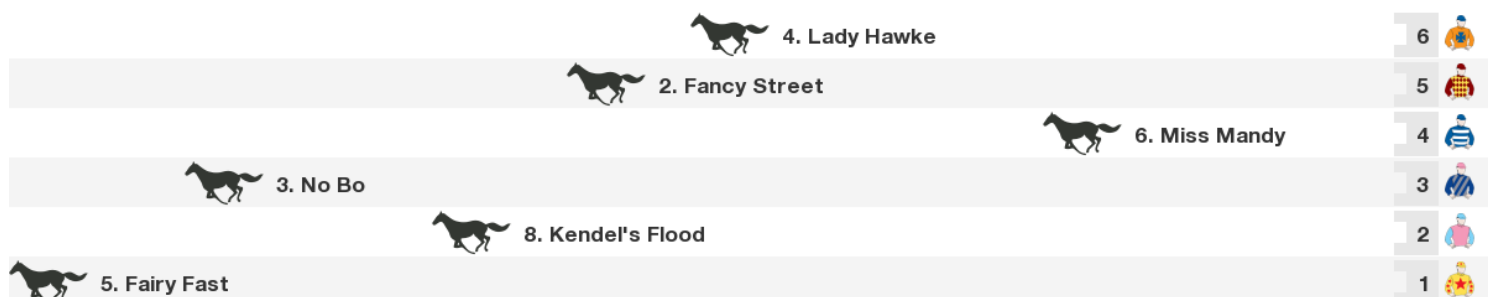 4. Lady Hawke 6
2. Fancy Street 5
6. Miss Mandy 4
3. No Bo 3
8. Kendel's Flood 2
5. Fairy Fast 1